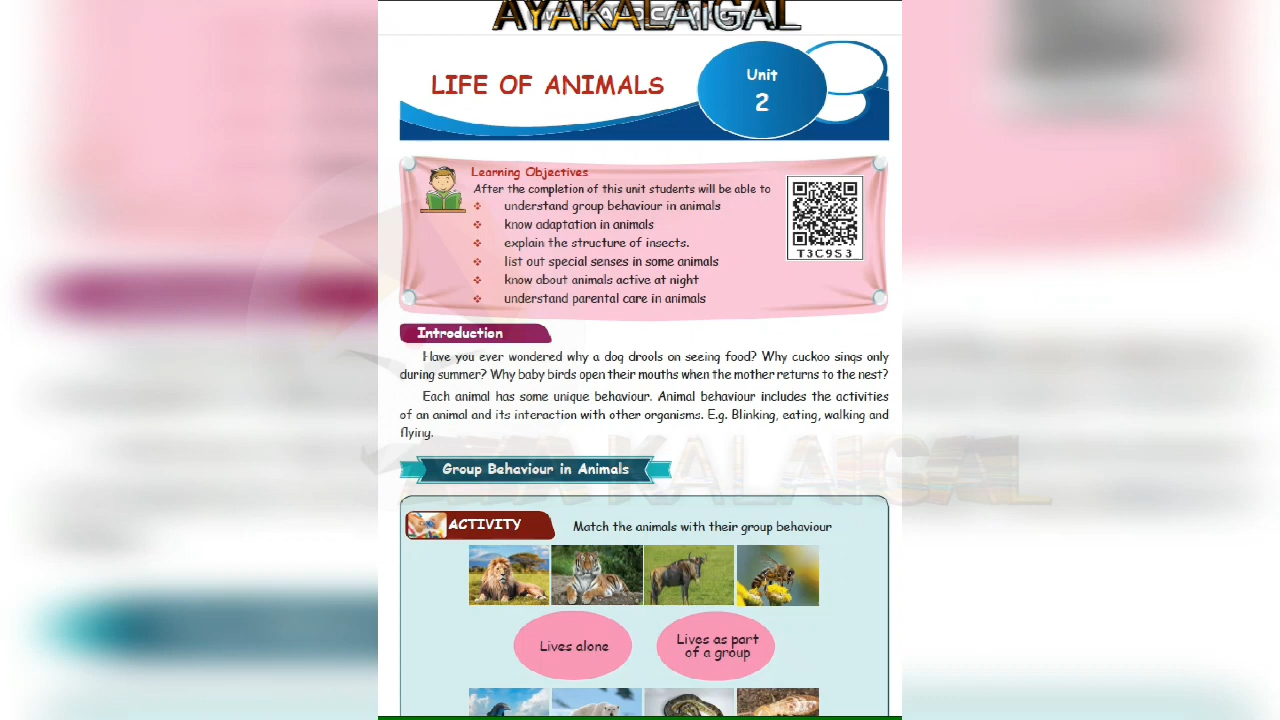 AYAKALAIGAL
LIFE OF ANIMALS
Unit
2
Learning Objectives
After the completion of this unit students will be able to
❖ understand group behaviour in animals
❖ know adaptation in animals
❖ explain the structure of insects.
❖ list out special senses in some animals
❖ know about animals active at night
❖ understand parental care in animals
T3C9S3
Introduction
Have you ever wondered why a dog drools on seeing food? Why cuckoo sings only
during summer? Why baby birds open their mouths when the mother returns to the nest?
Each animal has some unique behaviour. Animal behaviour includes the activities
of an animal and its interaction with other organisms. E.g. Blinking, eating, walking and
flying.
AYAKALAIGAL
Group Behaviour in Animals
ACTIVITY
Match the animals with their group behaviour
Lives alone
Lives as part
of a group